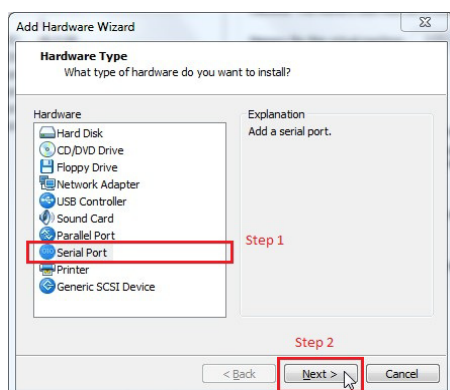 Add Hardware Wizard
Hardware Type
What type of hardware do you want to install?
Hardware
Hard Disk
CD/DVD Drive
Floppy Drive
Network Adapter
USB Controller
Sound Card
Parallel Port
Serial Port
Printer
Generic SCSI Device
Explanation
Add a serial port.
Step 1
Step 2
< Back
Next >
Cancel